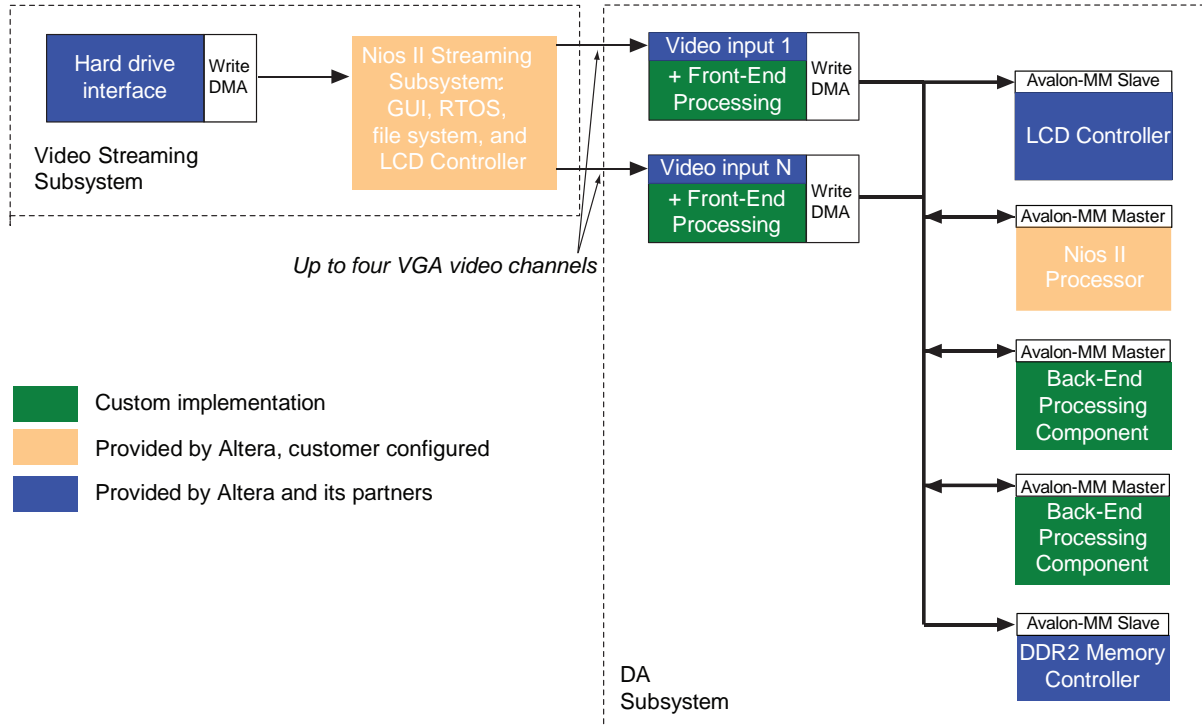 Hard drive
interface
Write
DMA
Video Streaming
Subsystem
Nios II Streaming
Subsystem:
GUI, RTOS,
file system, and
LCD Controller
Up to four VGA video channels
Video input 1
+ Front-End
Processing
Write
DMA
Video input N
+ Front-End
Processing
Write
DMA
Avalon-MM Slave
LCD Controller
Avalon-MM Master
Nios II
Processor
Avalon-MM Master
Back-End
Processing
Component
Avalon-MM Master
Back-End
Processing
Component
Avalon-MM Slave
DDR2 Memory
Controller
DA
Subsystem
Custom implementation
Provided by Altera, customer configured
Provided by Altera and its partners